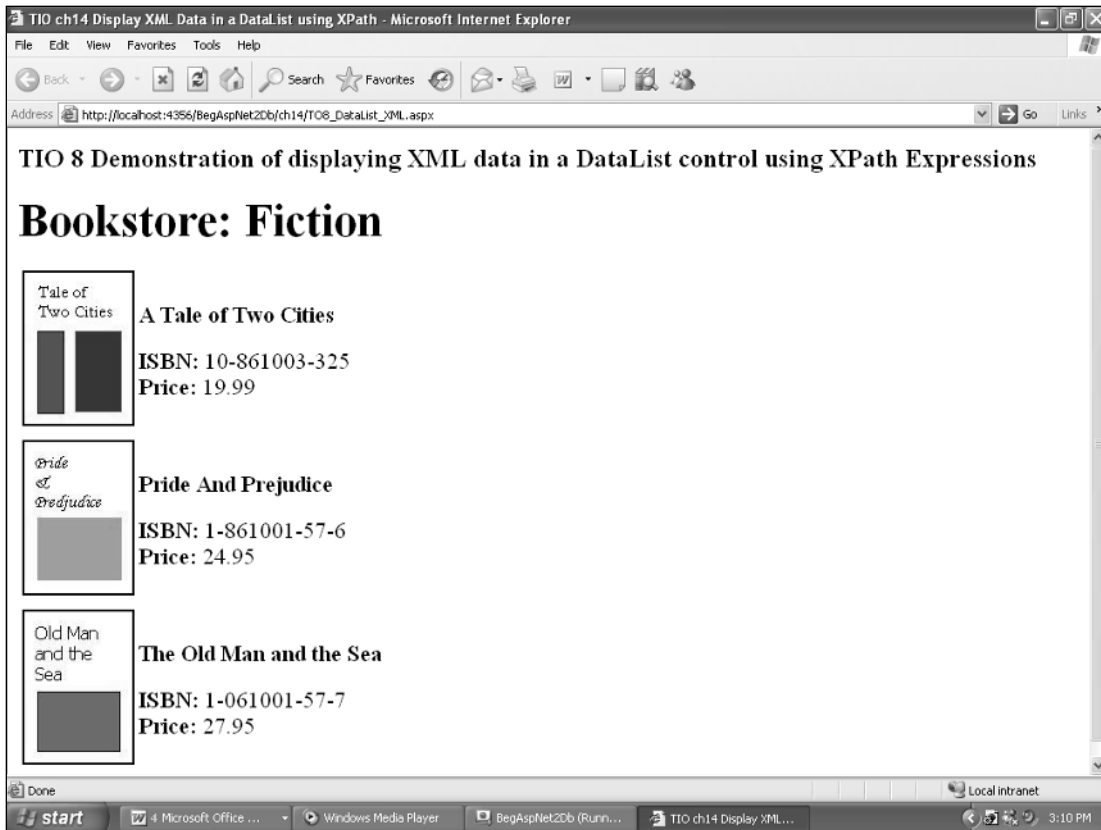 TIO ch14 Display XML Data in a DataList using XPath - Microsoft Internet Explorer
File Edit View Favorites Tools Help
Back Search Favorites W
Address http://localhost:4356/BegAspNet2Db/ch14/TO8_DataList_XML.aspx Go Links
TIO 8 Demonstration of displaying XML data in a DataList control using XPath Expressions
Bookstore: Fiction
Tale of
Two Cities
A Tale of Two Cities
ISBN: 10-861003-325
Price: 19.99
Pride
&
Predjudice
Pride And Prejudice
ISBN: 1-861001-57-6
Price: 24.95
Old Man
and the
Sea
The Old Man and the Sea
ISBN: 1-061001-57-7
Price: 27.95
Done Local intranet
start 4 Microsoft Office ... Windows Media Player BegAspNet2Db (Runn... TIO ch14 Display XML... 3:10 PM